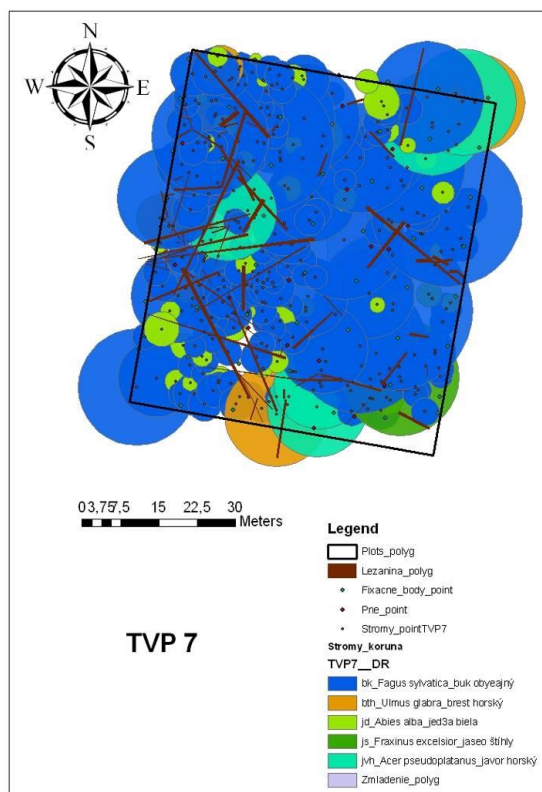 N
W E
S
0 3,75 7,5 15 22,5 30
Meters
TVP 7
Legend
Plots_polyg
Lezanina_polyg
Fixacne_body_point
Pne_point
Stromy_pointTVP7
Stromy_koruna
TVP7__DR
bk_Fagus sylvatica_buk obyeajný
bth_Ulmus glabra_brest horský
jd_Abies alba_jed3a biela
js_Fraxinus excelsior_jaseo štíhly
jvh_Acer pseudoplatanus_javor horský
Zmladenie_polyg